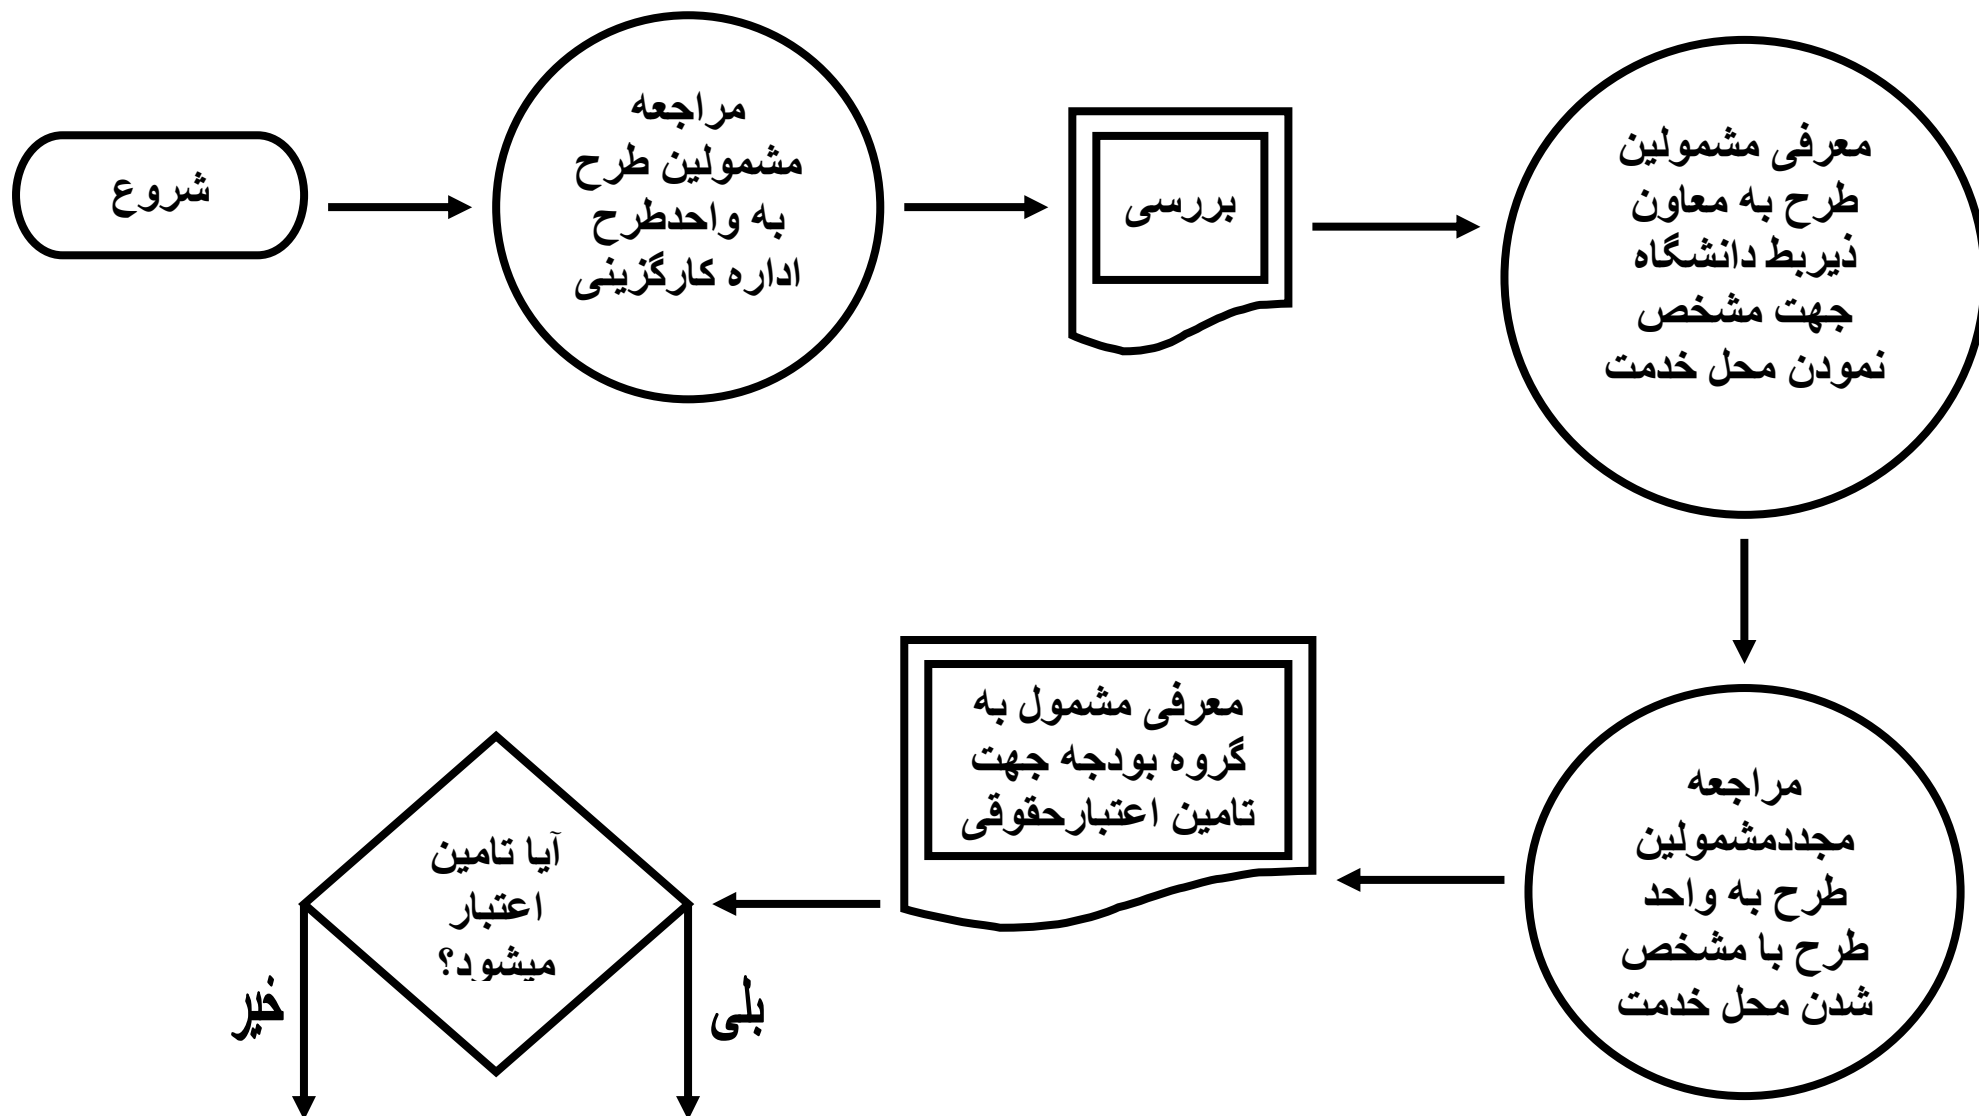 شروع
مراجعه
مشمولین طرح
به واحدطرح
اداره کارگزینی
بررسی
معرفی مشمولین
طرح به معاون
ذیربط دانشگاه
جهت مشخص
نمودن محل خدمت
مراجعه
مجددمشمولین
طرح به واحد
طرح با مشخص
شدن محل خدمت
معرفی مشمول به
گروه بودجه جهت
تامین اعتبارحقوقی
آیا تامین
اعتبار
میشود؟
بلی
خیر